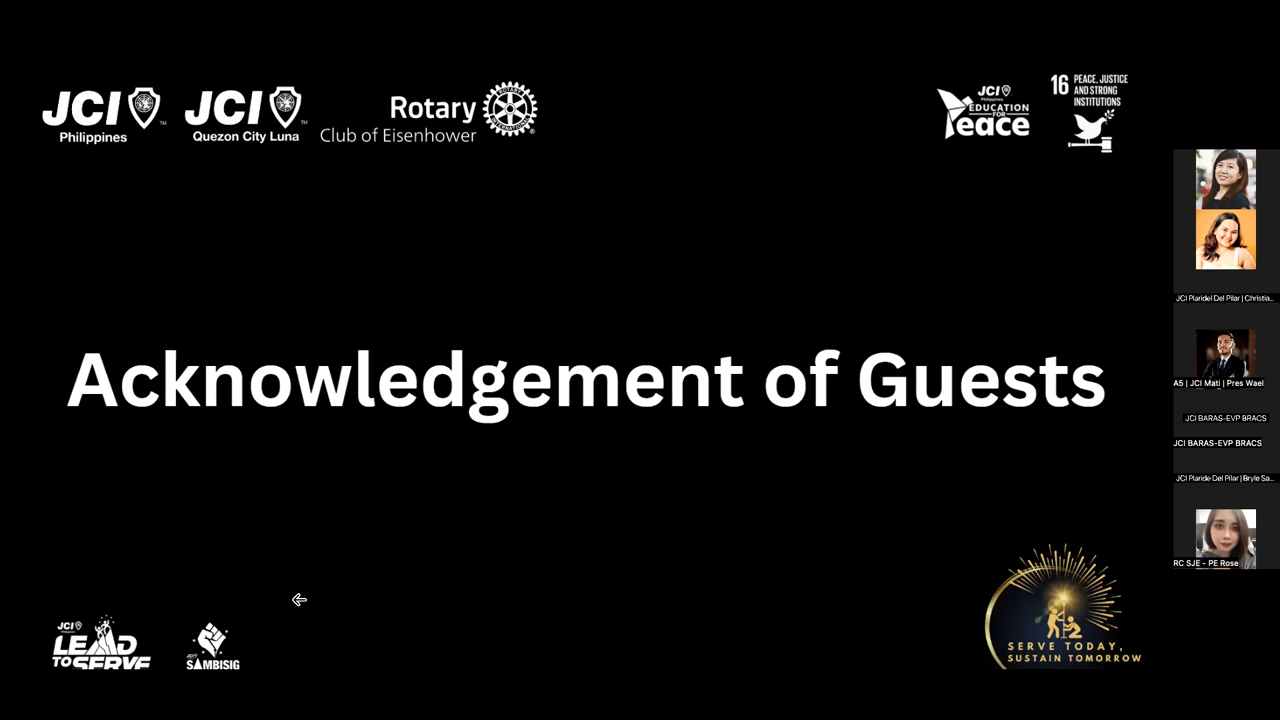 JCI
Philippines
JCI
Quezon City Luna
Rotary
Club of Eisenhower
JCI
Philippines
EDUCATION
FOR
Peace
16 PEACE, JUSTICE
AND STRONG
INSTITUTIONS
Acknowledgement of Guests
JCI Plaridel Del Pilar | Christia...
A5 | JCI Mati | Pres Wael
JCI BARAS-EVP BRACS
JCI BARAS-EVP BRACS
JCI Plaride Del Pilar | Bryle Sa...
RC SJE - PE Rose
JCI
LEAD
TO SERVE
SAMBISIG
SERVE TODAY,
SUSTAIN TOMORROW